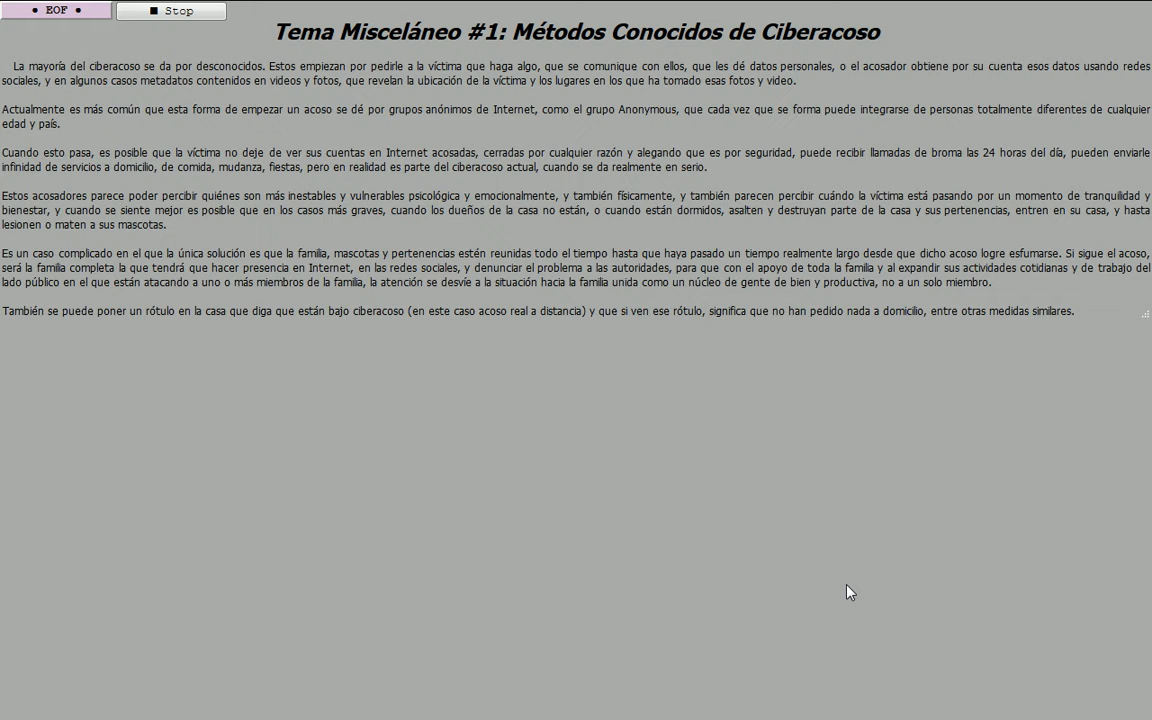 ● EOF ●
■ Stop
Tema Misceláneo #1: Métodos Conocidos de Ciberacoso
La mayoría del ciberacoso se da por desconocidos. Estos empiezan por pedirle a la víctima que haga algo, que se comunique con ellos, que les dé datos personales, o el acosador obtiene por su cuenta esos datos usando redes
sociales, y en algunos casos metadatos contenidos en videos y fotos, que revelan la ubicación de la víctima y los lugares en los que ha tomado esas fotos y video.
Actualmente es más común que esta forma de empezar un acoso se dé por grupos anónimos de Internet, como el grupo Anonymous, que cada vez que se forma puede integrarse de personas totalmente diferentes de cualquier
edad y país.
Cuando esto pasa, es posible que la víctima no deje de ver sus cuentas en Internet acosadas, cerradas por cualquier razón y alegando que es por seguridad, puede recibir llamadas de broma las 24 horas del día, pueden enviarle
infinidad de servicios a domicilio, de comida, mudanza, fiestas, pero en realidad es parte del ciberacoso actual, cuando se da realmente en serio.
Estos acosadores parece poder percibir quiénes son más inestables y vulnerables psicológica y emocionalmente, y también físicamente, y también parecen percibir cuándo la víctima está pasando por un momento de tranquilidad y
bienestar, y cuando se siente mejor es posible que en los casos más graves, cuando los dueños de la casa no están, o cuando están dormidos, asalten y destruyan parte de la casa y sus pertenencias, entren en su casa, y hasta
lesionen o maten a sus mascotas.
Es un caso complicado en el que la única solución es que la familia, mascotas y pertenencias estén reunidas todo el tiempo hasta que haya pasado un tiempo realmente largo desde que dicho acoso logre esfumarse. Si sigue el acoso,
será la familia completa la que tendrá que hacer presencia en Internet, en las redes sociales, y denunciar el problema a las autoridades, para que con el apoyo de toda la familia y al expandir sus actividades cotidianas y de trabajo del
lado público en el que están atacando a uno o más miembros de la familia, la atención se desvíe a la situación hacia la familia unida como un núcleo de gente de bien y productiva, no a un solo miembro.
También se puede poner un rótulo en la casa que diga que están bajo ciberacoso (en este caso acoso real a distancia) y que si ven ese rótulo, significa que no han pedido nada a domicilio, entre otras medidas similares.